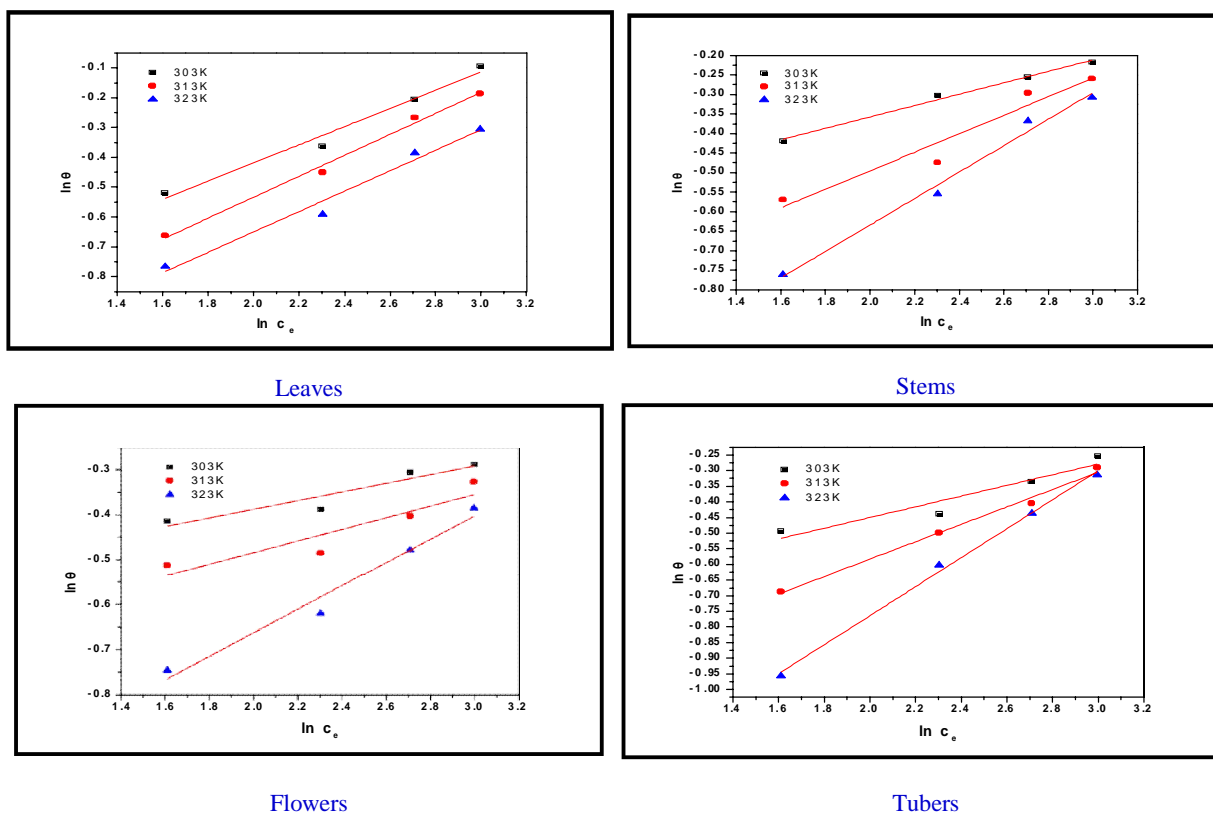 -0.1
-0.2
-0.3
-0.4
-0.5
-0.6
-0.7
-0.8
ln θ
303K
313K
323K
1.4 1.6 1.8 2.0 2.2 2.4 2.6 2.8 3.0 3.2
ln c e
Leaves
-0.20
-0.25
-0.30
-0.35
-0.40
-0.45
-0.50
-0.55
-0.60
-0.65
-0.70
-0.75
-0.80
ln θ
303K
313K
323K
1.4 1.6 1.8 2.0 2.2 2.4 2.6 2.8 3.0 3.2
ln c e
Stems
-0.3
-0.4
-0.5
-0.6
-0.7
-0.8
ln θ
303K
313K
323K
1.4 1.6 1.8 2.0 2.2 2.4 2.6 2.8 3.0 3.2
ln c e
Flowers
-0.25
-0.30
-0.35
-0.40
-0.45
-0.50
-0.55
-0.60
-0.65
-0.70
-0.75
-0.80
-0.85
-0.90
-0.95
-1.00
ln θ
303K
313K
323K
1.4 1.6 1.8 2.0 2.2 2.4 2.6 2.8 3.0 3.2
ln c e
Tubers